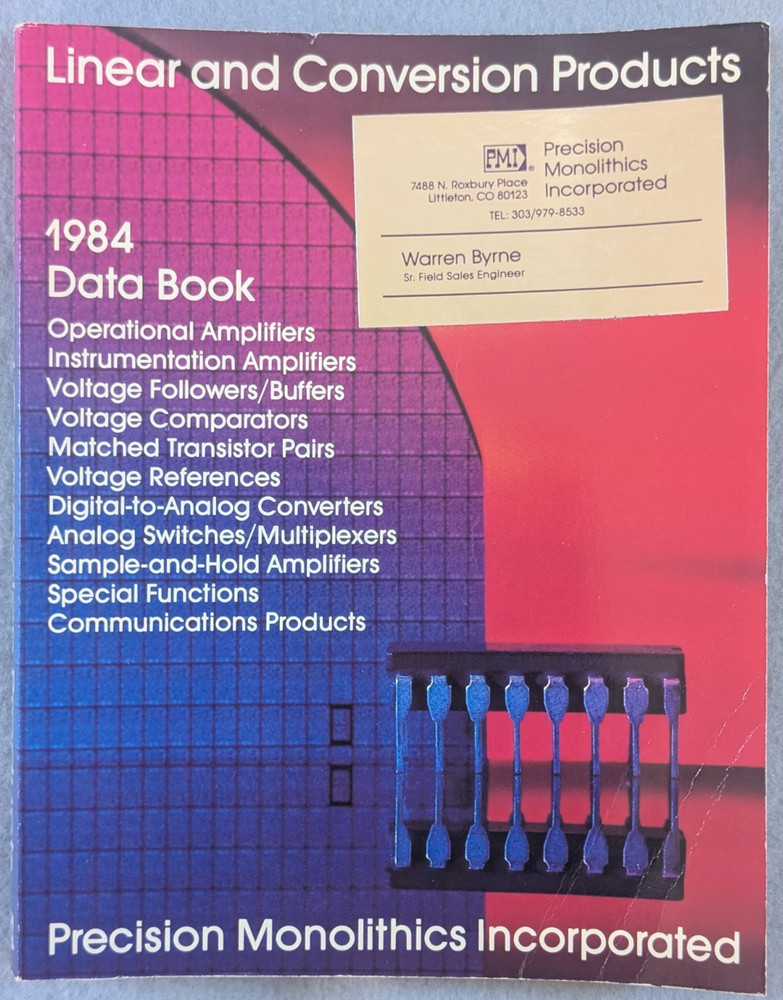 Linear and Conversion Products
PMI®
Precision
Monolithics
Incorporated
7488 N. Roxbury Place
Littleton, CO 80123
TEL: 303/979-8533
Warren Byrne
Sr. Field Sales Engineer
1984
Data Book
Operational Amplifiers
Instrumentation Amplifiers
Voltage Followers/Buffers
Voltage Comparators
Matched Transistor Pairs
Voltage References
Digital-to-Analog Converters
Analog Switches/Multiplexers
Sample-and-Hold Amplifiers
Special Functions
Communications Products
Precision Monolithics Incorporated